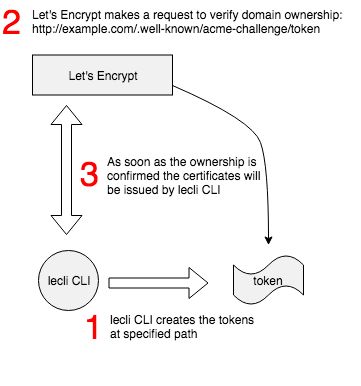 2 Let's Encrypt makes a request to verify domain ownership:
http://example.com/.well-known/acme-challenge/token
Let's Encrypt
3 As soon as the ownership is
confirmed the certificates will
be issued by lecli CLI
lecli CLI
token
1 lecli CLI creates the tokens
at specified path